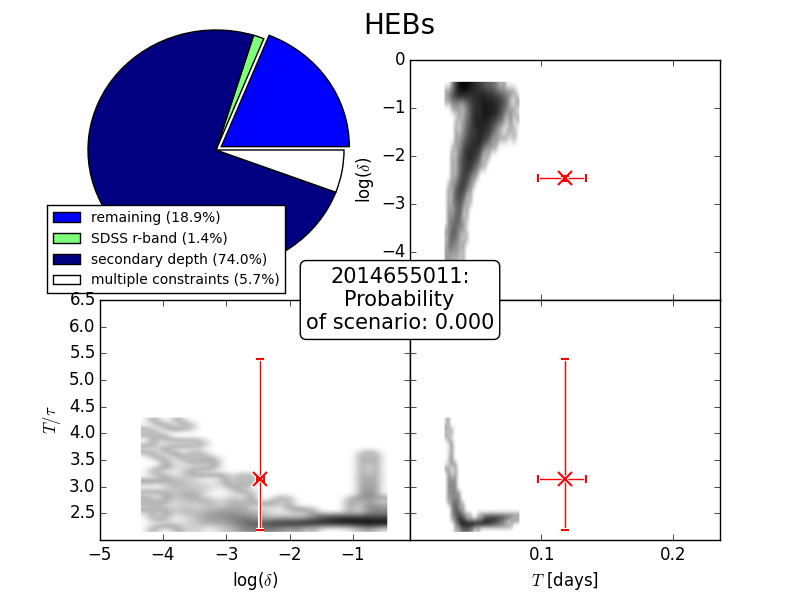 HEBs
remaining (18.9%)
SDSS r-band (1.4%)
secondary depth (74.0%)
multiple constraints (5.7%)
0
−1
−2
−3
−4
log(δ)
2014655011:
Probability
of scenario: 0.000
6.5
6.0
5.5
5.0
4.5
4.0
3.5
3.0
2.5
T/τ
−5 −4 −3 −2 −1
log(δ)
0.1 0.2
T [days]